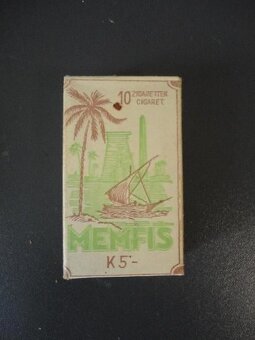 10 ZIGARETTEN
CIGARET
MEMFIS
K 5'-